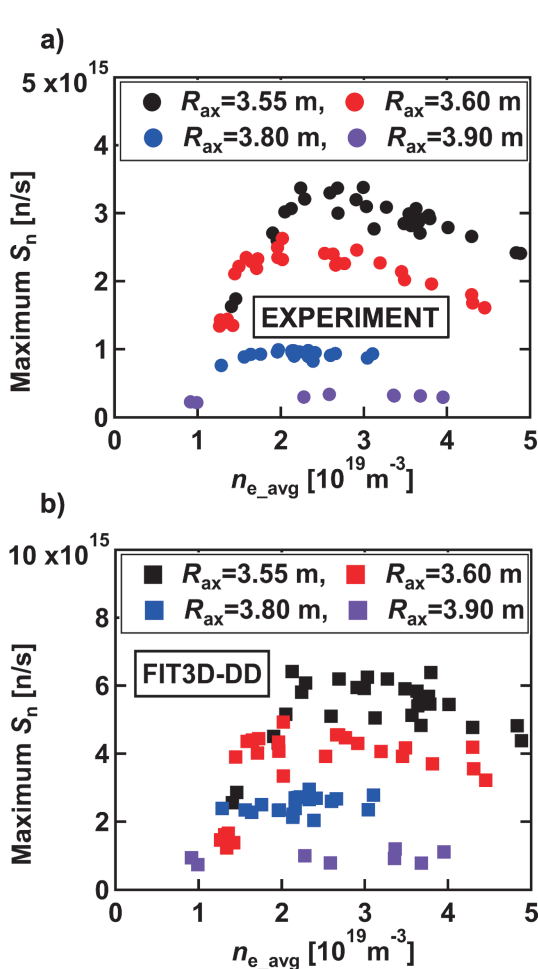 a)
5 x10^15
R_ax=3.55 m, R_ax=3.60 m
R_ax=3.80 m, R_ax=3.90 m
4
3
2
1
0
Maximum S_n [n/s]
EXPERIMENT
0 1 2 3 4 5
n_e_avg [10^19 m^-3]
b)
10 x10^15
R_ax=3.55 m, R_ax=3.60 m
R_ax=3.80 m, R_ax=3.90 m
8
6
4
2
0
Maximum S_n [n/s]
FIT3D-DD
0 1 2 3 4 5
n_e_avg [10^19 m^-3]